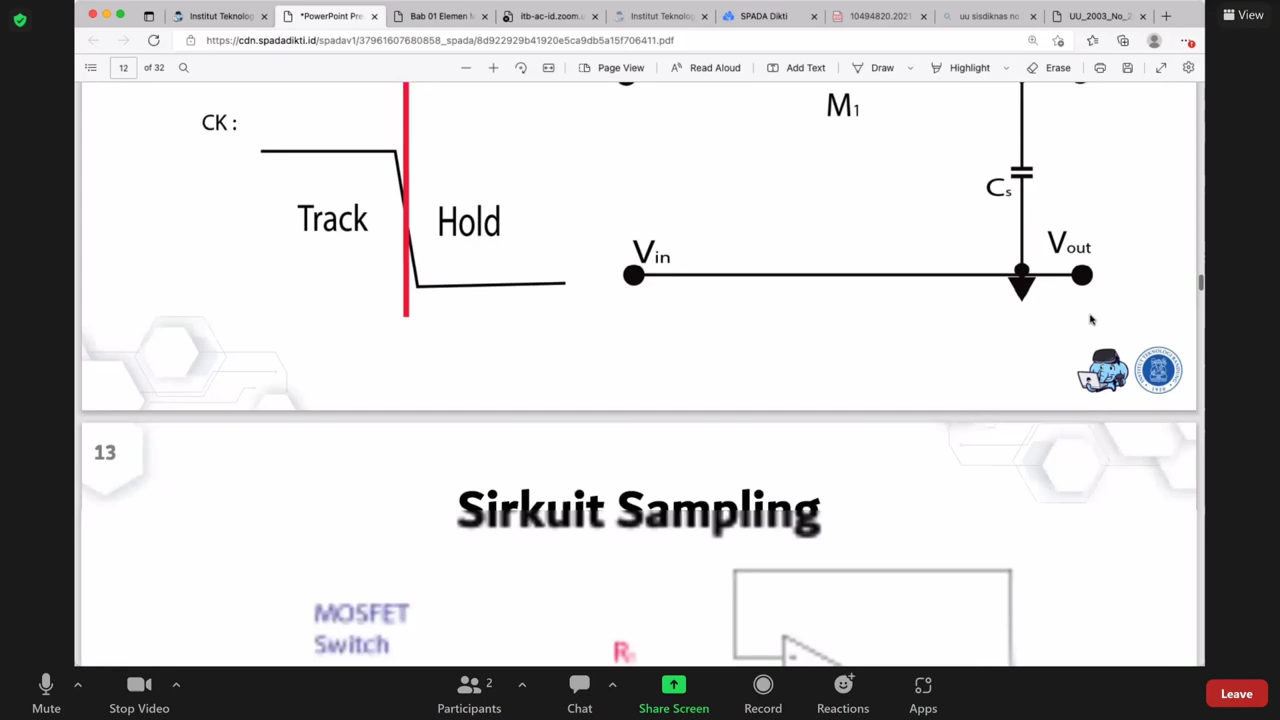 View
Institut Teknolog
*PowerPoint Pre
Bab 01 Elemen M
itb-ac-id.zoom.u
Institut Teknolog
SPADA Dikti
10494820.2021
uu sisdiknas no
UU_2003_No_2
https://cdn.spadadikti.id/spadav1/37961607680858_spada/8d922929b41920e5ca9db5a15f706411.pdf
12 of 32
Page View
Read Aloud
Add Text
Draw
Highlight
Erase
CK :
M1
Track
Hold
Cs
Vin
Vout
13
Sirkuit Sampling
MOSFET
Switch
Mute
Stop Video
2
Participants
Chat
Share Screen
Record
Reactions
Apps
Leave